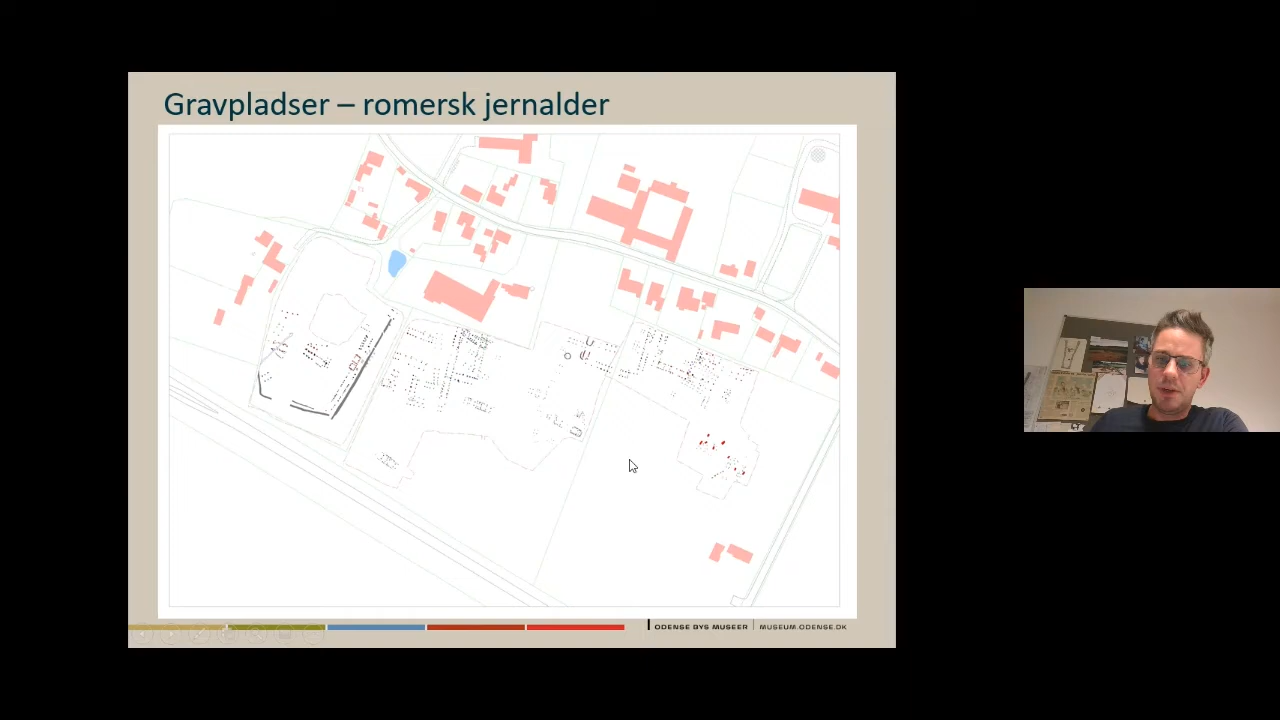 Gravpladser – romersk jernalder
ODENSE BYS MUSEER | MUSEUM.ODENSE.DK